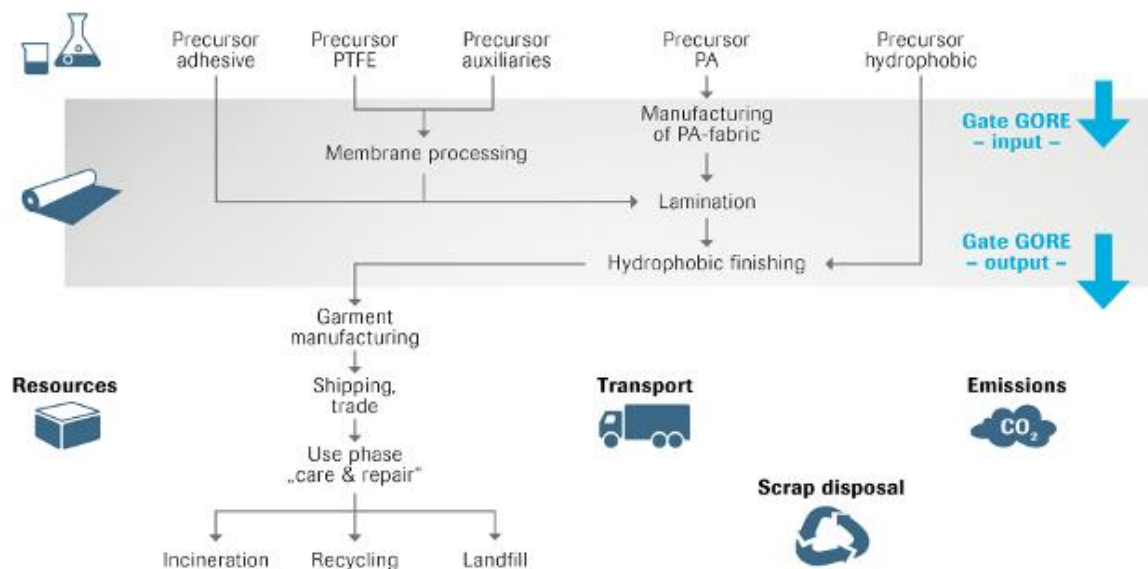 Precursor
adhesive
Precursor
PTFE
Precursor
auxiliaries
Precursor
PA
Precursor
hydrophobic
Manufacturing
of PA-fabric
Gate GORE
– input –
Membrane processing
Lamination
Gate GORE
– output –
Hydrophobic finishing
Garment
manufacturing
Resources
Shipping,
trade
Transport
Emissions
CO₂
Use phase
„care & repair“
Scrap disposal
Incineration
Recycling
Landfill